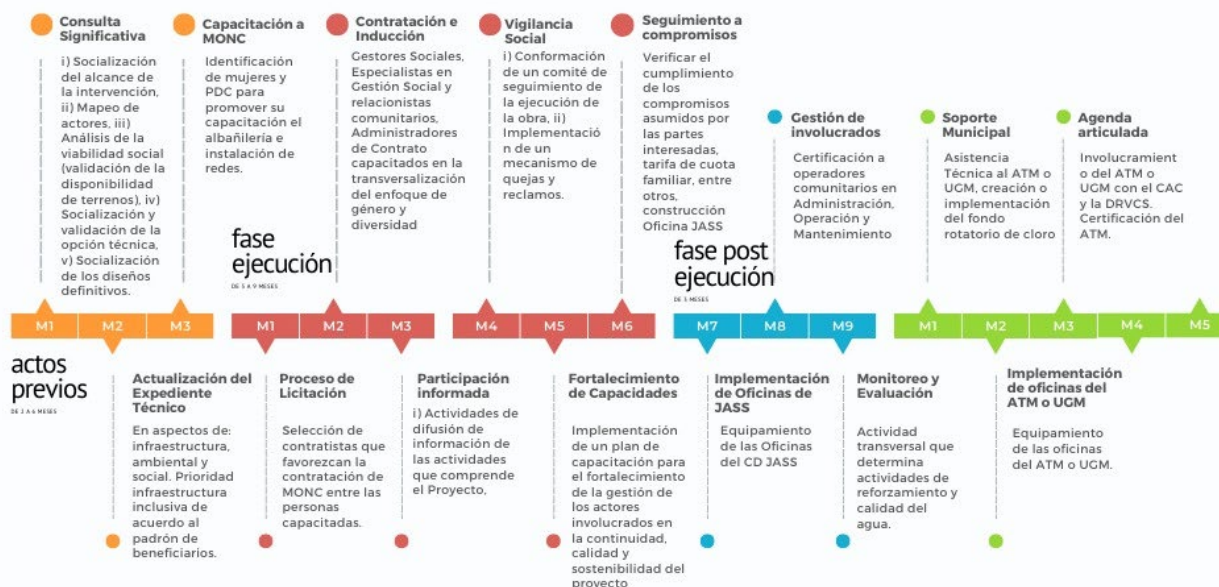 Consulta
Significativa
i) Socialización
del alcance de
la intervención,
ii) Mapeo de
actores, iii)
Análisis de la
viabilidad social
(validación de la
disponibilidad
de terrenos), iv)
Socialización y
validación de la
opción técnica,
v) Socialización
de los diseños
definitivos.
Capacitación a
MONC
Identificación
de mujeres y
PDC para
promover su
capacitación el
albañilería e
instalación de
redes.
Contratación e
Inducción
Gestores Sociales,
Especialistas en
Gestión Social y
relacionistas
comunitarios,
Administradores
de Contrato
capacitados en la
transversalización
del enfoque de
género y
diversidad
Vigilancia
Social
i) Conformación
de un comité de
seguimiento de
la ejecución de
la obra, ii)
Implementació
n de un
mecanismo de
quejas y
reclamos.
Seguimiento a
compromisos
Verificar el
cumplimiento
de los
compromisos
asumidos por
las partes
interesadas,
tarifa de cuota
familiar, entre
otros,
construcción
Oficina JASS
Gestión de
involucrados
Certificación a
operadores
comunitarios en
Administración,
Operación y
Mantenimiento
Soporte
Municipal
Asistencia
Técnica al ATM o
UGM, creación o
implementación
del fondo
rotatorio de cloro
Agenda
articulada
Involucramient
o del ATM o
UGM con el CAC
y la DRVCS.
Certificación del
ATM.
fase
ejecución
DE 3 A 9 MESES
fase post
ejecución
DE 3 MESES
M1 M2 M3 M1 M2 M3 M4 M5 M6 M7 M8 M9 M1 M2 M3 M4 M5
actos
previos
Actualización del
Expediente
Técnico
En aspectos de:
infraestructura,
ambiental y
social. Prioridad
infraestructura
inclusiva de
acuerdo al
padrón de
beneficiarios.
Proceso de
Licitación
Selección de
contratistas que
favorezcan la
contratación de
MONC entre las
personas
capacitadas.
Participación
informada
i) Actividades de
difusión de
información de
las actividades
que comprende
el Proyecto,
Fortalecimiento
de Capacidades
Implementación
de un plan de
capacitación para
el fortalecimiento
de la gestión de
los actores
involucrados en
la continuidad,
calidad y
sostenibilidad del
proyecto
Implementación
de Oficinas de
JASS
Equipamiento
de las Oficinas
del CD JASS
Monitoreo y
Evaluación
Actividad
transversal que
determina
actividades de
reforzamiento y
calidad del
agua.
Implementación
de oficinas del
ATM o UGM
Equipamiento
de las oficinas
del ATM o UGM.